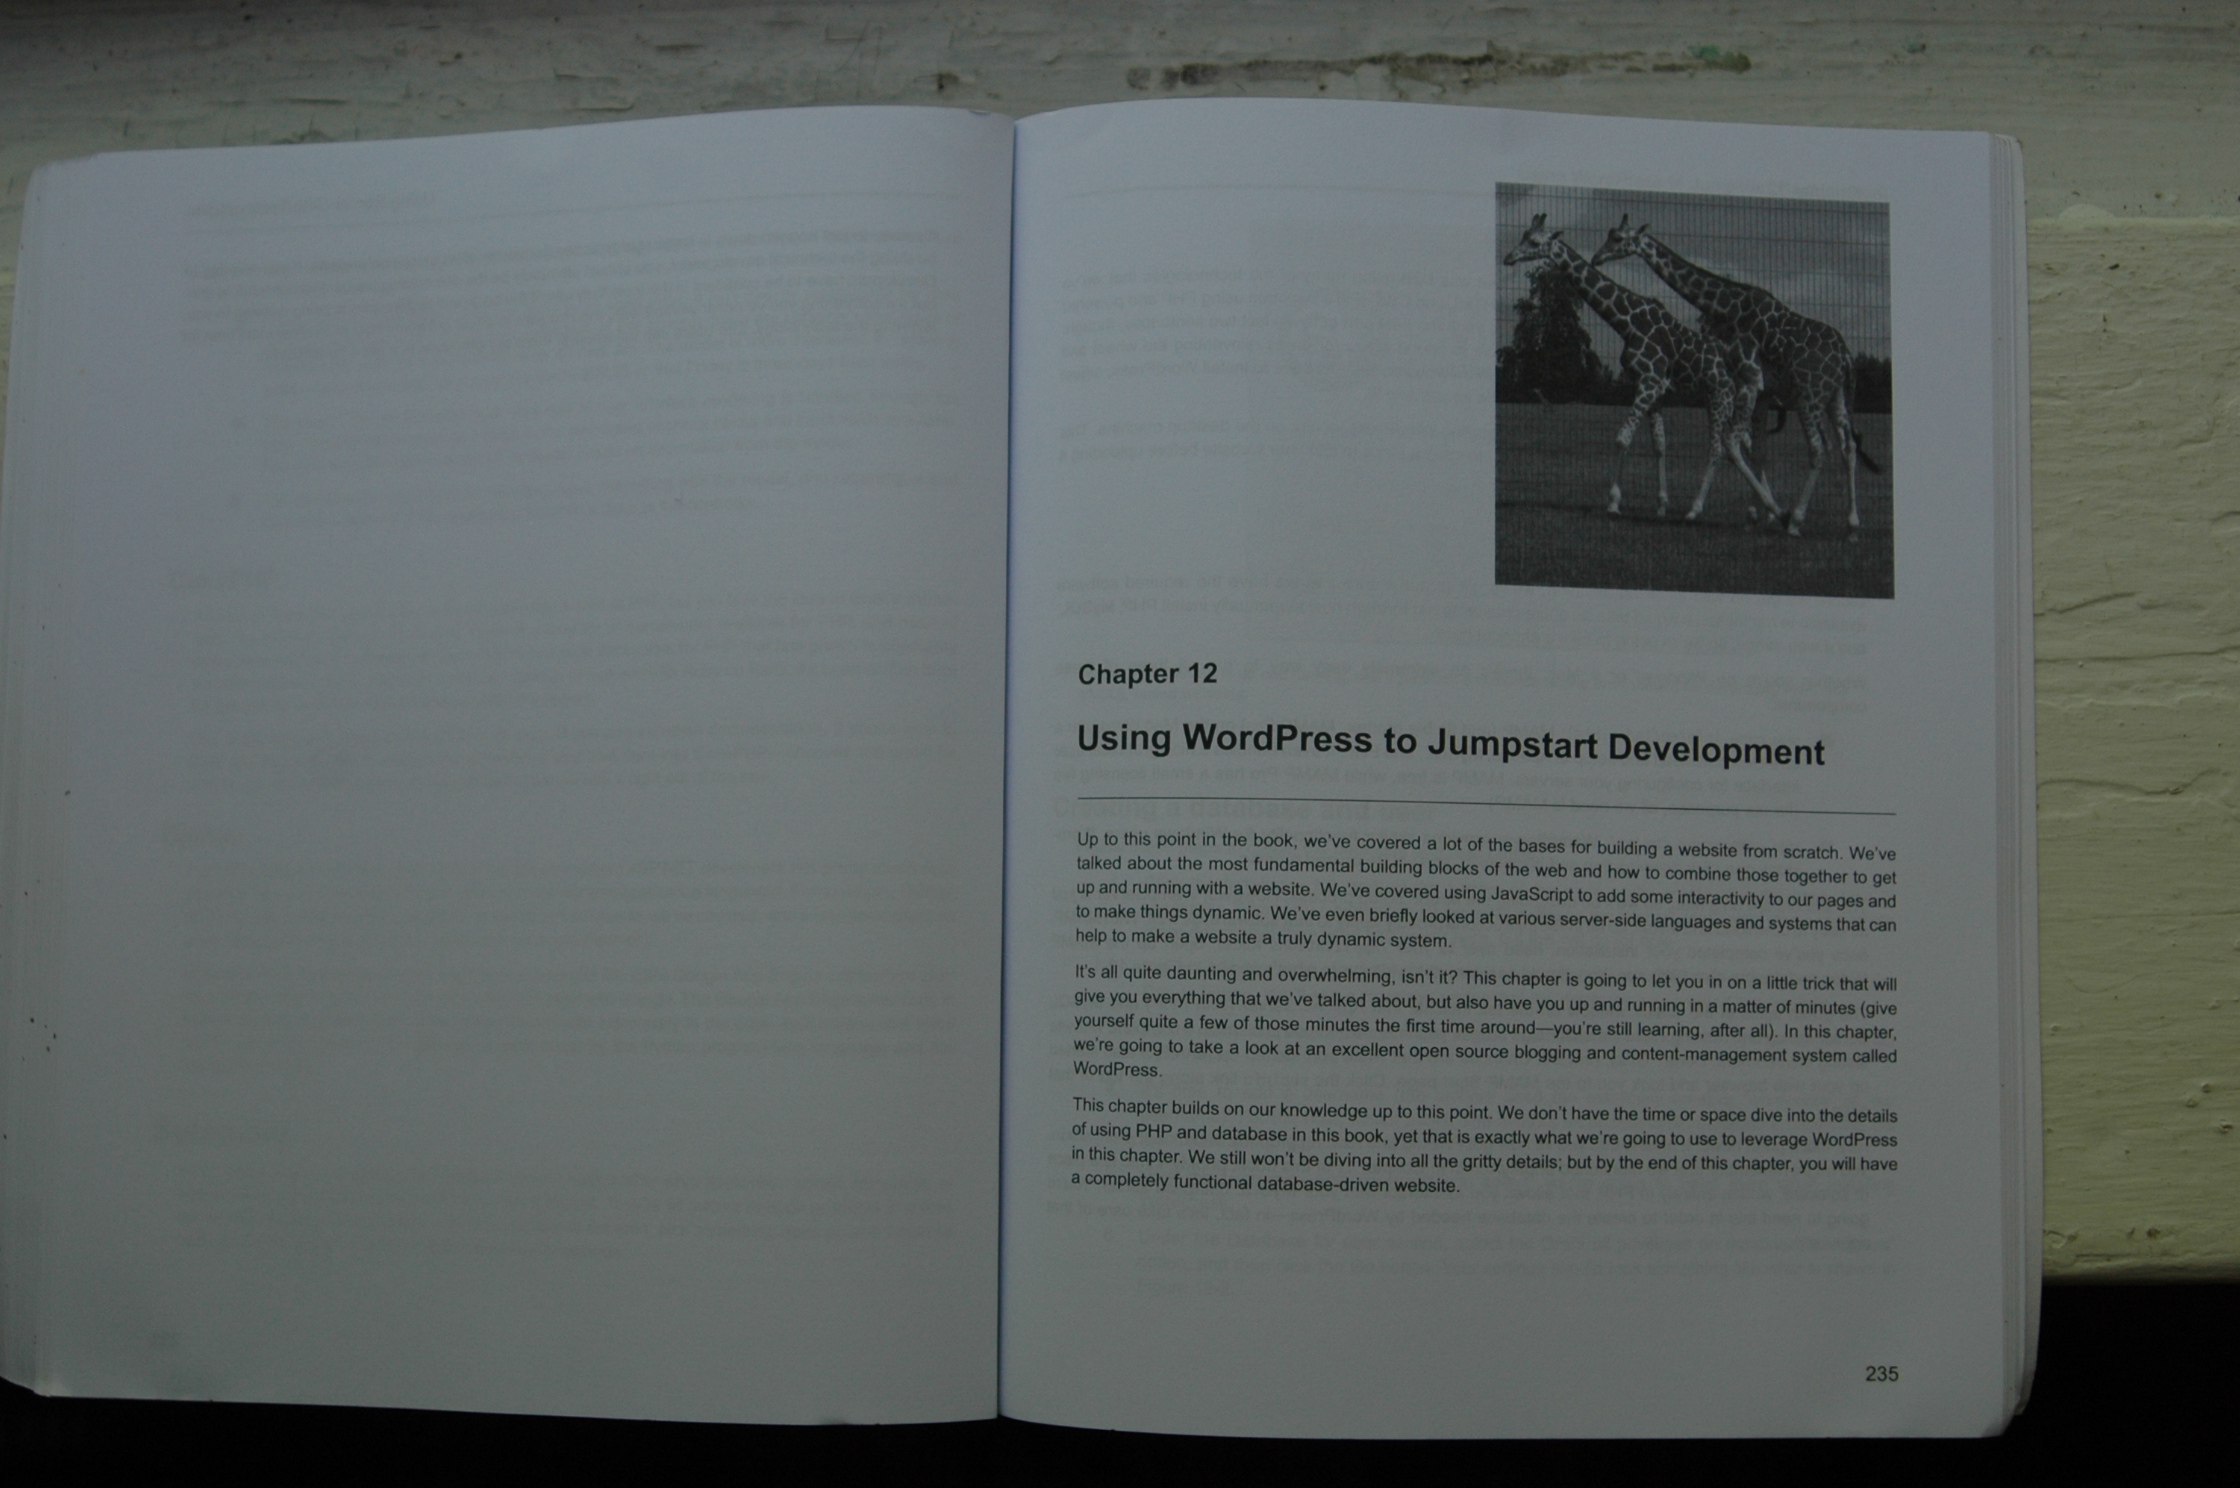 Chapter 12
Using WordPress to Jumpstart Development
Up to this point in the book, we've covered a lot of the bases for building a website from scratch. We've
talked about the most fundamental building blocks of the web and how to combine those together to get
up and running with a website. We've covered using JavaScript to add some interactivity to our pages and
to make things dynamic. We've even briefly looked at various server-side languages and systems that can
help to make a website a truly dynamic system.
It's all quite daunting and overwhelming, isn't it? This chapter is going to let you in on a little trick that will
give you everything that we've talked about, but also have you up and running in a matter of minutes (give
yourself quite a few of those minutes the first time around—you're still learning, after all). In this chapter,
we're going to take a look at an excellent open source blogging and content-management system called
WordPress.
This chapter builds on our knowledge up to this point. We don't have the time or space dive into the details
of using PHP and database in this book, yet that is exactly what we're going to use to leverage WordPress
in this chapter. We still won't be diving into all the gritty details; but by the end of this chapter, you will have
a completely functional database-driven website.
235